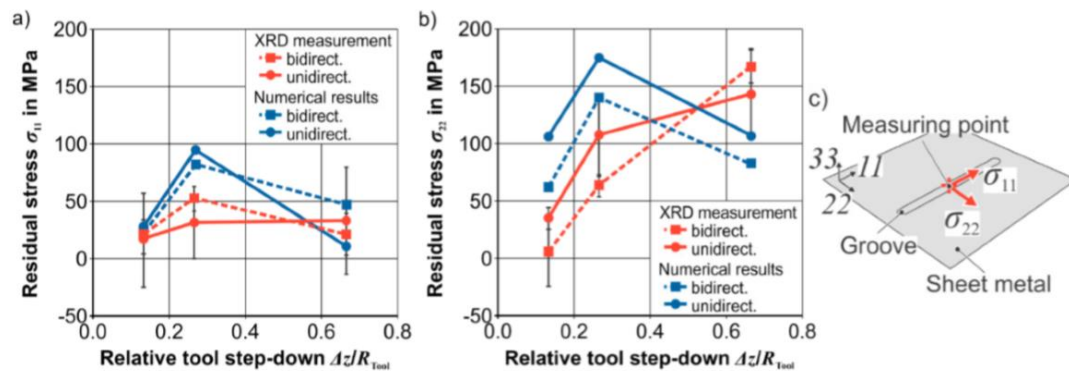 a)
200
150
100
50
0
-50
0.0 0.2 0.4 0.6 0.8
Residual stress σ₁₁ in MPa
Relative tool step-down Δz/R_Tool
XRD measurement
bidirect.
unidirect.
Numerical results
bidirect.
unidirect.
b)
200
150
100
50
0
-50
0.0 0.2 0.4 0.6 0.8
Residual stress σ₂₂ in MPa
Relative tool step-down Δz/R_Tool
XRD measurement
bidirect.
unidirect.
Numerical results
bidirect.
unidirect.
c)
Measuring point
33
11
22
σ₁₁
σ₂₂
Groove
Sheet metal